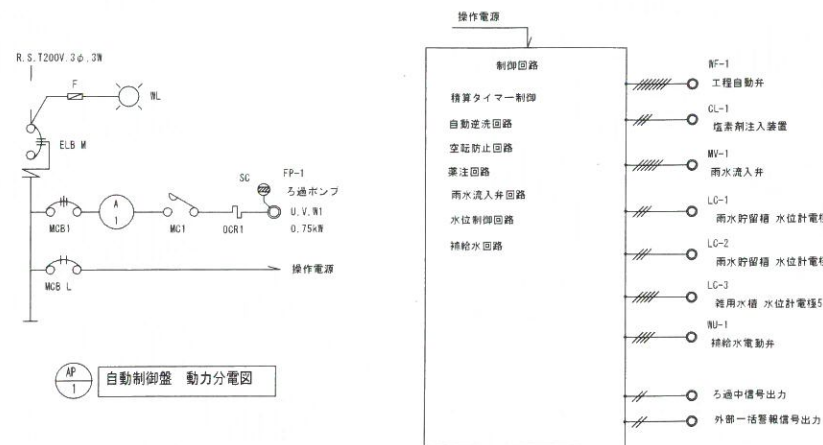 R.S.T200V.3φ.3W
F
WL
ELB M
SC
FP-1
ろ過ポンプ
U.V.W1
0.75kW
A
1
MCB1
MC1
OCR1
MCB L
操作電源
AP
1
自動制御盤 動力分電図
操作電源
制御回路
積算タイマー制御
自動逆洗回路
空転防止回路
薬注回路
雨水流入弁回路
水位制御回路
補給水回路
WF-1
工程自動弁
CL-1
塩素剤注入装置
MV-1
雨水流入弁
LC-1
雨水貯留槽 水位計電極
LC-2
雨水貯留槽 水位計電極
LC-3
雑用水槽 水位計電極5
WU-1
補給水電動弁
ろ過中信号出力
外部一括警報信号出力